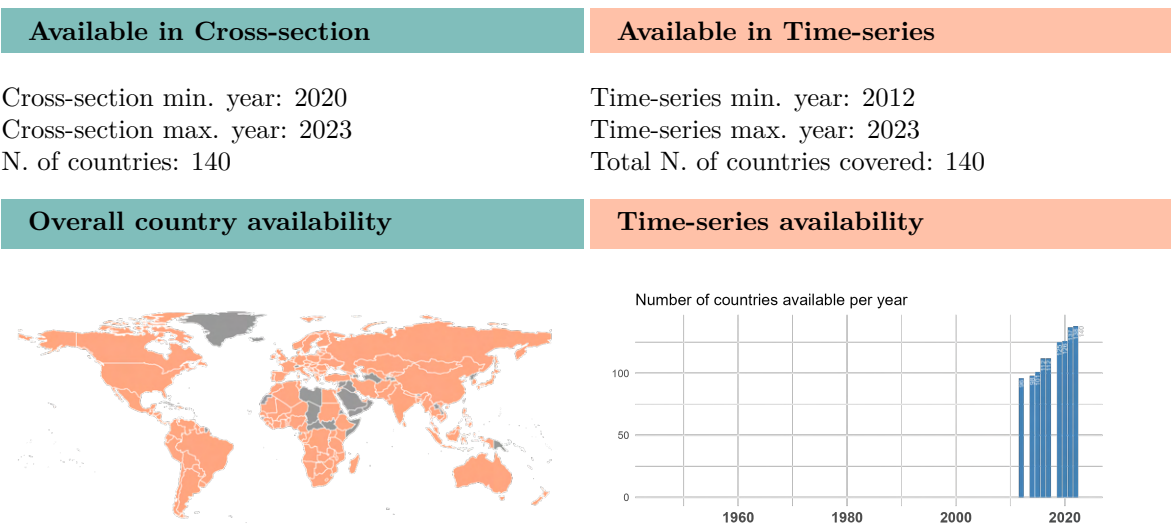 Available in Cross-section
Available in Time-series
Cross-section min. year: 2020
Cross-section max. year: 2023
N. of countries: 140
Time-series min. year: 2012
Time-series max. year: 2023
Total N. of countries covered: 140
Overall country availability
Time-series availability
Number of countries available per year
100
50
0
1960
1980
2000
2020